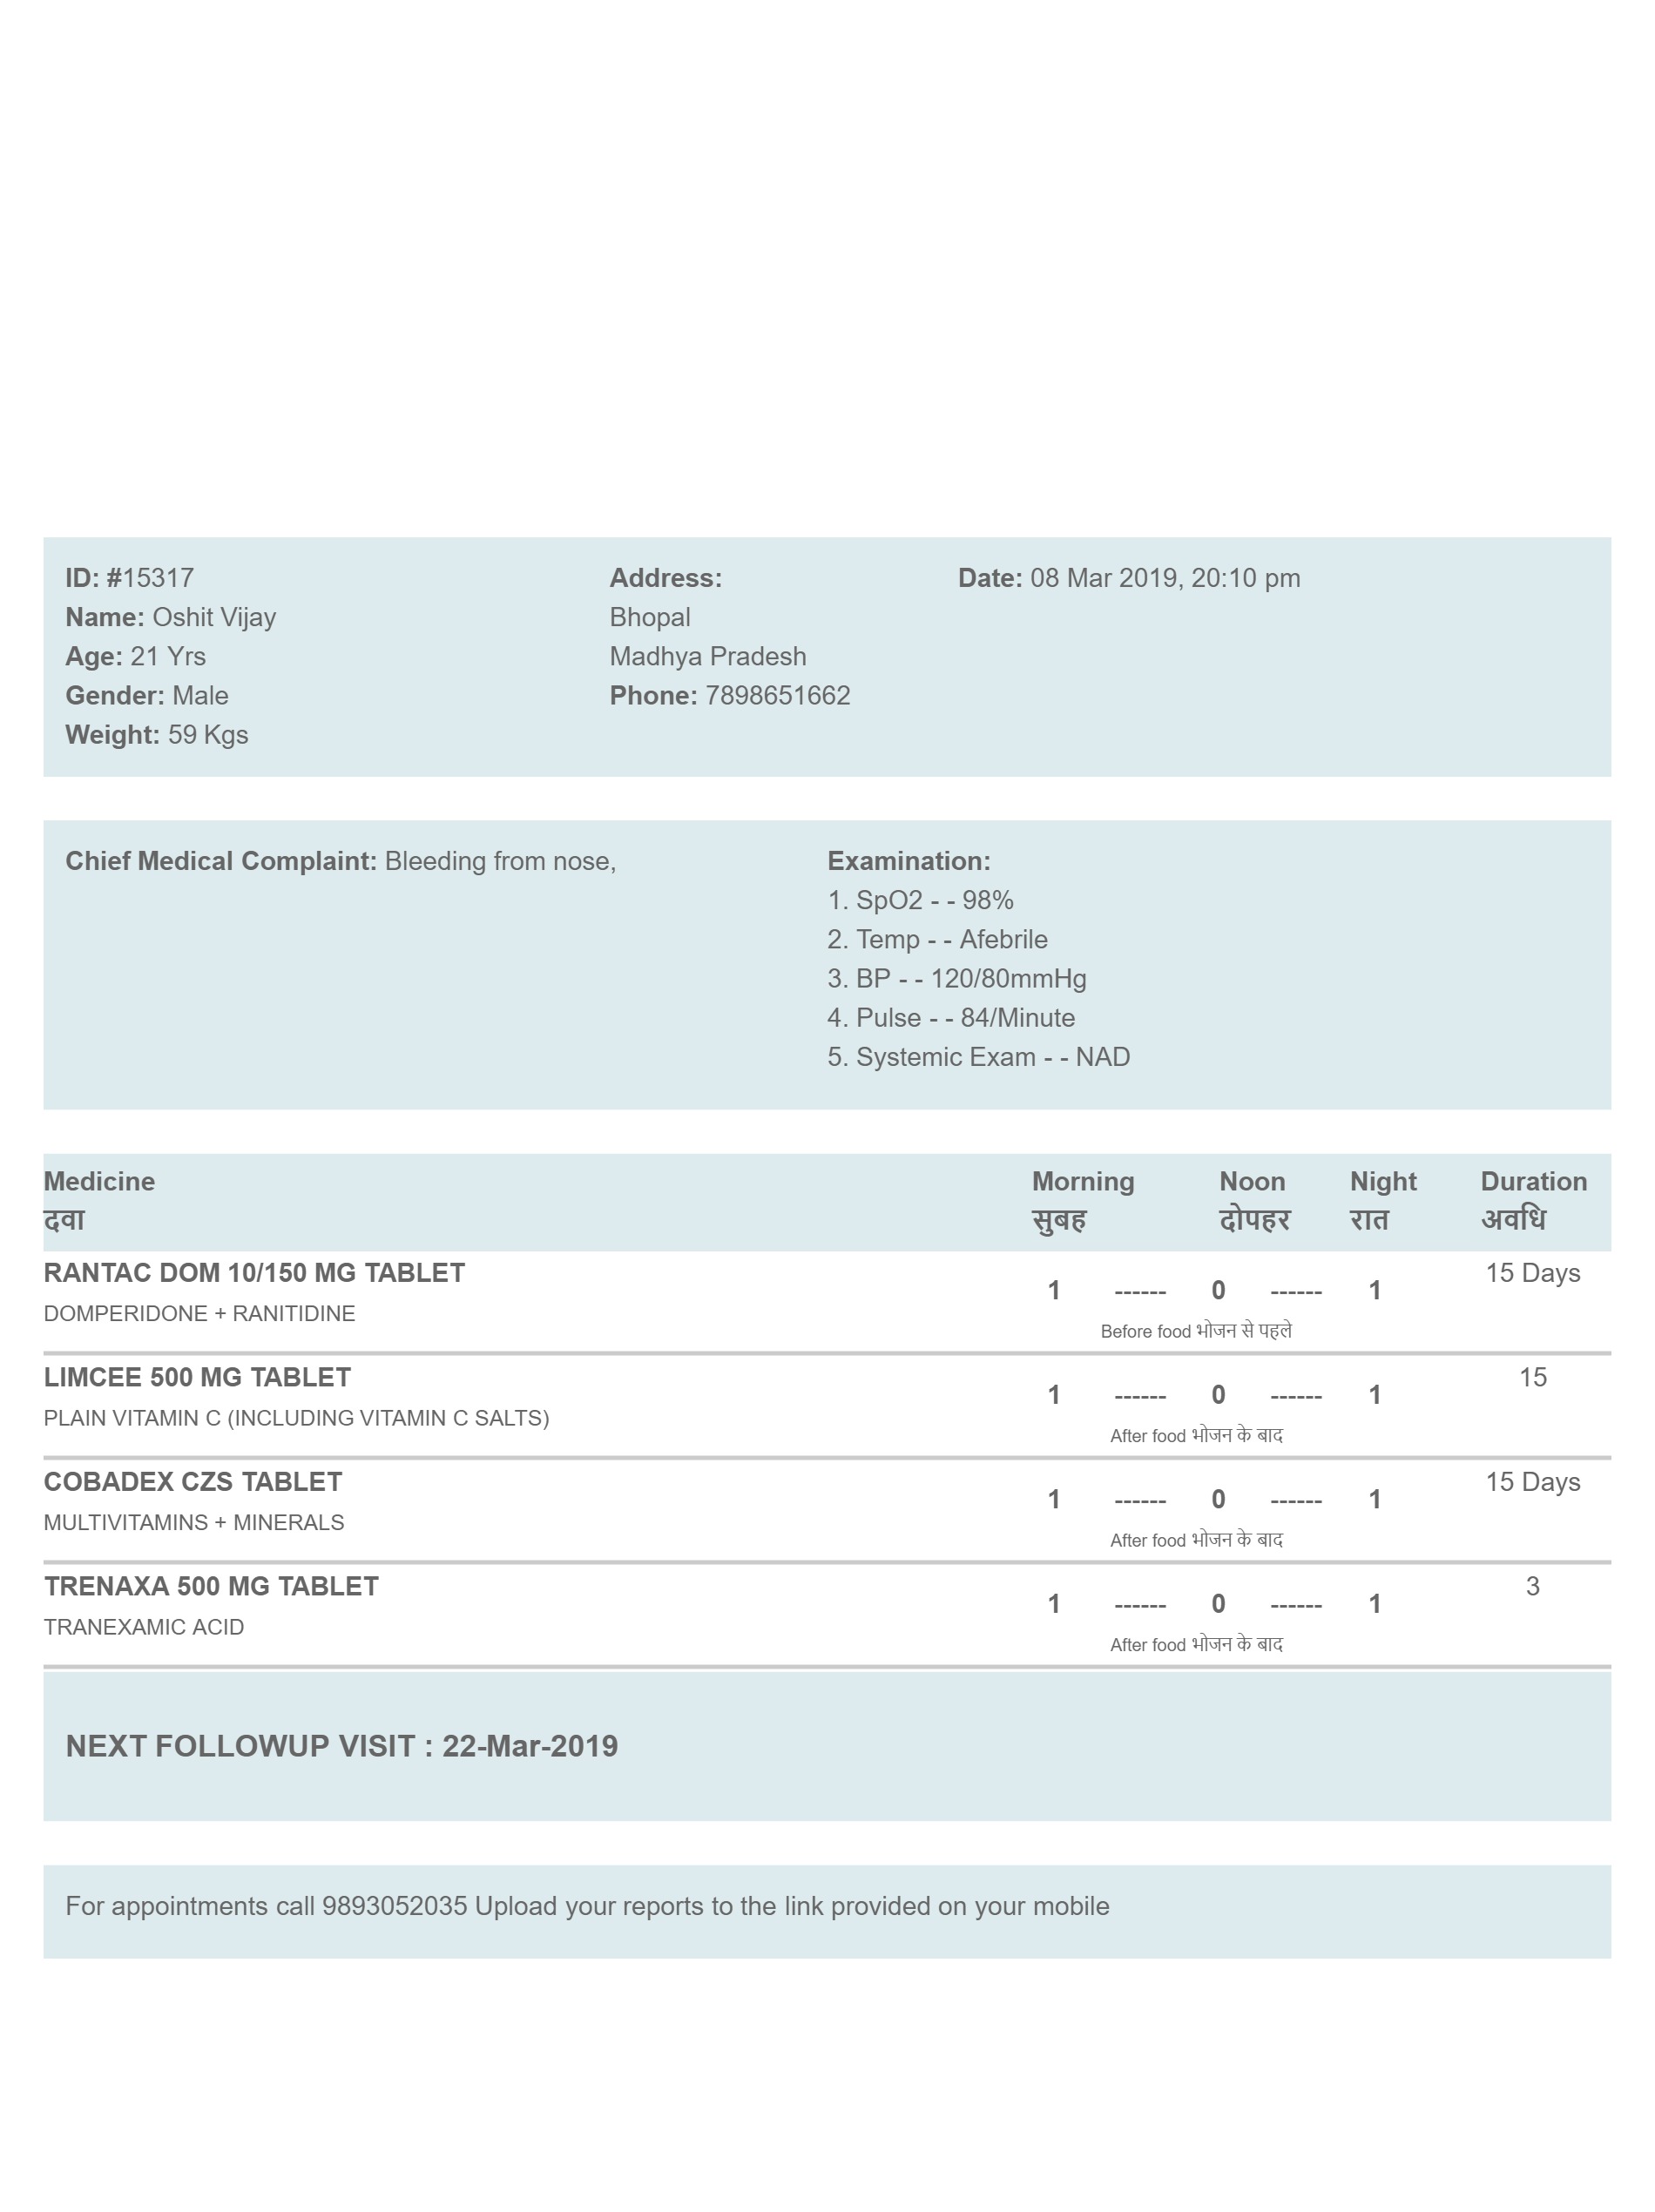 ID: #15317
Name: Oshit Vijay
Age: 21 Yrs
Gender: Male
Weight: 59 Kgs
Address:
Bhopal
Madhya Pradesh
Phone: 7898651662
Date: 08 Mar 2019, 20:10 pm
Chief Medical Complaint: Bleeding from nose,
Examination:
1. SpO2 - - 98%
2. Temp - - Afebrile
3. BP - - 120/80mmHg
4. Pulse - - 84/Minute
5. Systemic Exam - - NAD
Medicine Morning Noon Night Duration
दवा सुबह दोपहर रात अवधि
RANTAC DOM 10/150 MG TABLET 1 ------ 0 ------ 1 15 Days
DOMPERIDONE + RANITIDINE Before food भोजन से पहले
LIMCEE 500 MG TABLET 1 ------ 0 ------ 1 15
PLAIN VITAMIN C (INCLUDING VITAMIN C SALTS) After food भोजन के बाद
COBADEX CZS TABLET 1 ------ 0 ------ 1 15 Days
MULTIVITAMINS + MINERALS After food भोजन के बाद
TRENAXA 500 MG TABLET 1 ------ 0 ------ 1 3
TRANEXAMIC ACID After food भोजन के बाद
NEXT FOLLOWUP VISIT : 22-Mar-2019
For appointments call 9893052035 Upload your reports to the link provided on your mobile